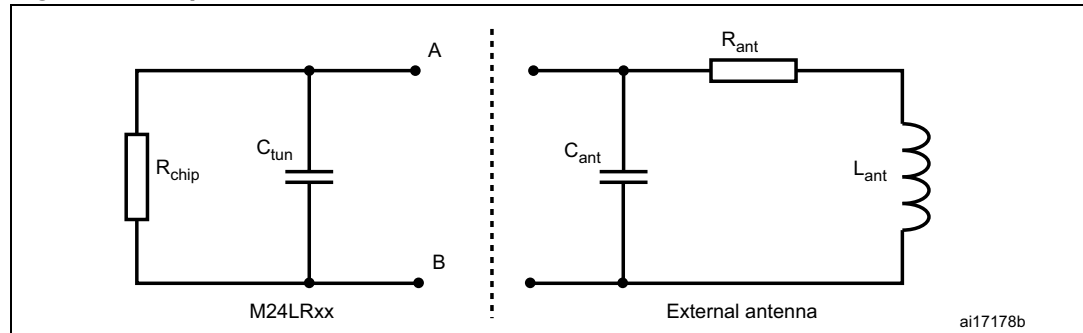 A
R_ant
C_tun
R_chip
C_ant
L_ant
B
M24LRxx
External antenna
ai17178b